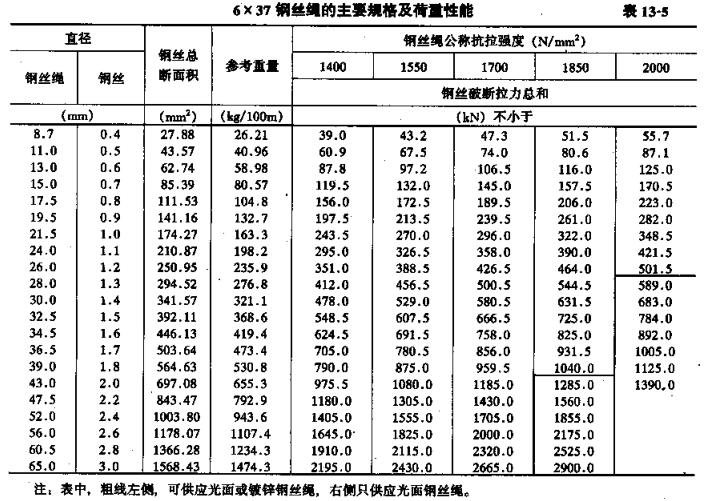 6×37 钢丝绳的主要规格及荷重性能 表 13-5
直径 钢丝总断面积 参考重量 钢丝绳公称抗拉强度 (N/mm²)
钢丝绳 钢丝 1400 1550 1700 1850 2000
钢丝破断拉力总和
(mm) (mm²) (kg/100m) (kN) 不小于
8.7 0.4 27.88 26.21 39.0 43.2 47.3 51.5 55.7
11.0 0.5 43.57 40.96 60.9 67.5 74.0 80.6 87.1
13.0 0.6 62.74 58.98 87.8 97.2 106.5 116.0 125.0
15.0 0.7 85.39 80.57 119.5 132.0 145.0 157.5 170.5
17.5 0.8 111.53 104.8 156.0 172.5 189.5 206.0 223.0
19.5 0.9 141.16 132.7 197.5 213.5 239.5 261.0 282.0
21.5 1.0 174.27 163.3 243.5 270.0 296.0 322.0 348.5
24.0 1.1 210.87 198.2 295.0 326.5 358.0 390.0 421.5
26.0 1.2 250.95 235.9 351.0 388.5 426.5 464.0 501.5
28.0 1.3 294.52 276.8 412.0 456.5 500.5 544.5 589.0
30.0 1.4 341.57 321.1 478.0 529.0 580.5 631.5 683.0
32.5 1.5 392.11 368.6 548.5 607.5 666.5 725.0 784.0
34.5 1.6 446.13 419.4 624.5 691.5 758.0 825.0 892.0
36.5 1.7 503.64 473.4 705.0 780.5 856.0 931.5 1005.0
39.0 1.8 564.63 530.8 790.0 875.0 959.5 1040.0 1125.0
43.0 2.0 697.08 655.3 975.5 1080.0 1185.0 1285.0 1390.0
47.5 2.2 843.47 792.9 1180.0 1305.0 1430.0 1560.0
52.0 2.4 1003.80 943.6 1405.0 1555.0 1705.0 1855.0
56.0 2.6 1178.07 1107.4 1645.0 1825.0 2000.0 2175.0
60.5 2.8 1366.28 1234.3 1910.0 2115.0 2320.0 2525.0
65.0 3.0 1568.43 1474.3 2195.0 2430.0 2665.0 2900.0
注：表中，粗线左侧，可供应光面或镀锌钢丝绳，右侧只供应光面钢丝绳。